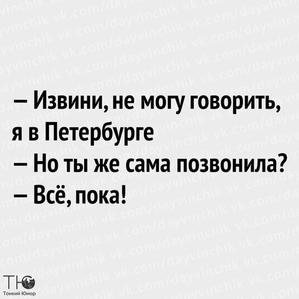 – Извини, не могу говорить,
я в Петербурге
– Но ты же сама позвонила?
– Всё, пока!
Тонкий Юмор